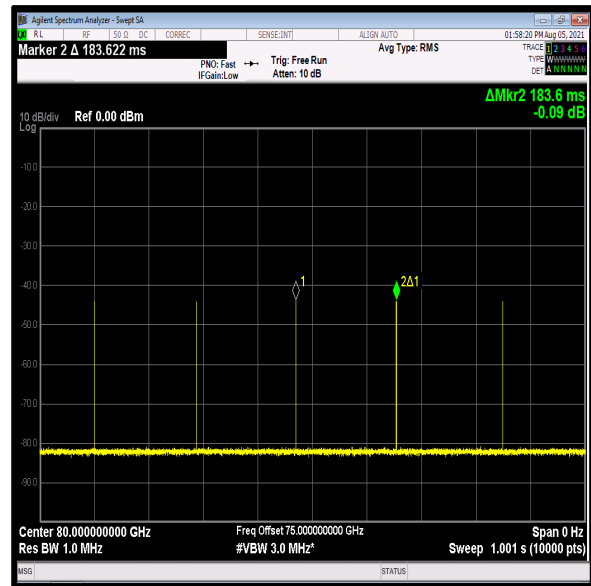 Agilent Spectrum Analyzer - Swept SA
LXI RL RF 50 Ω DC CORREC SENSE:INT ALIGN AUTO 01:58:20 PM Aug 05, 2021
Marker 2 Δ 183.622 ms
PNO: Fast
IFGain:Low
Trig: Free Run
Atten: 10 dB
Avg Type: RMS
TRACE 1 2 3 4 5 6
TYPE WWWWWW
DET A N N N N N
ΔMkr2 183.6 ms
-0.09 dB
10 dB/div Ref 0.00 dBm
Log
-10.0
-20.0
-30.0
-40.0
1
2Δ1
-50.0
-60.0
-70.0
-80.0
-90.0
Center 80.000000000 GHz Freq Offset 75.000000000 GHz Span 0 Hz
Res BW 1.0 MHz #VBW 3.0 MHz* Sweep 1.001 s (10000 pts)
MSG STATUS